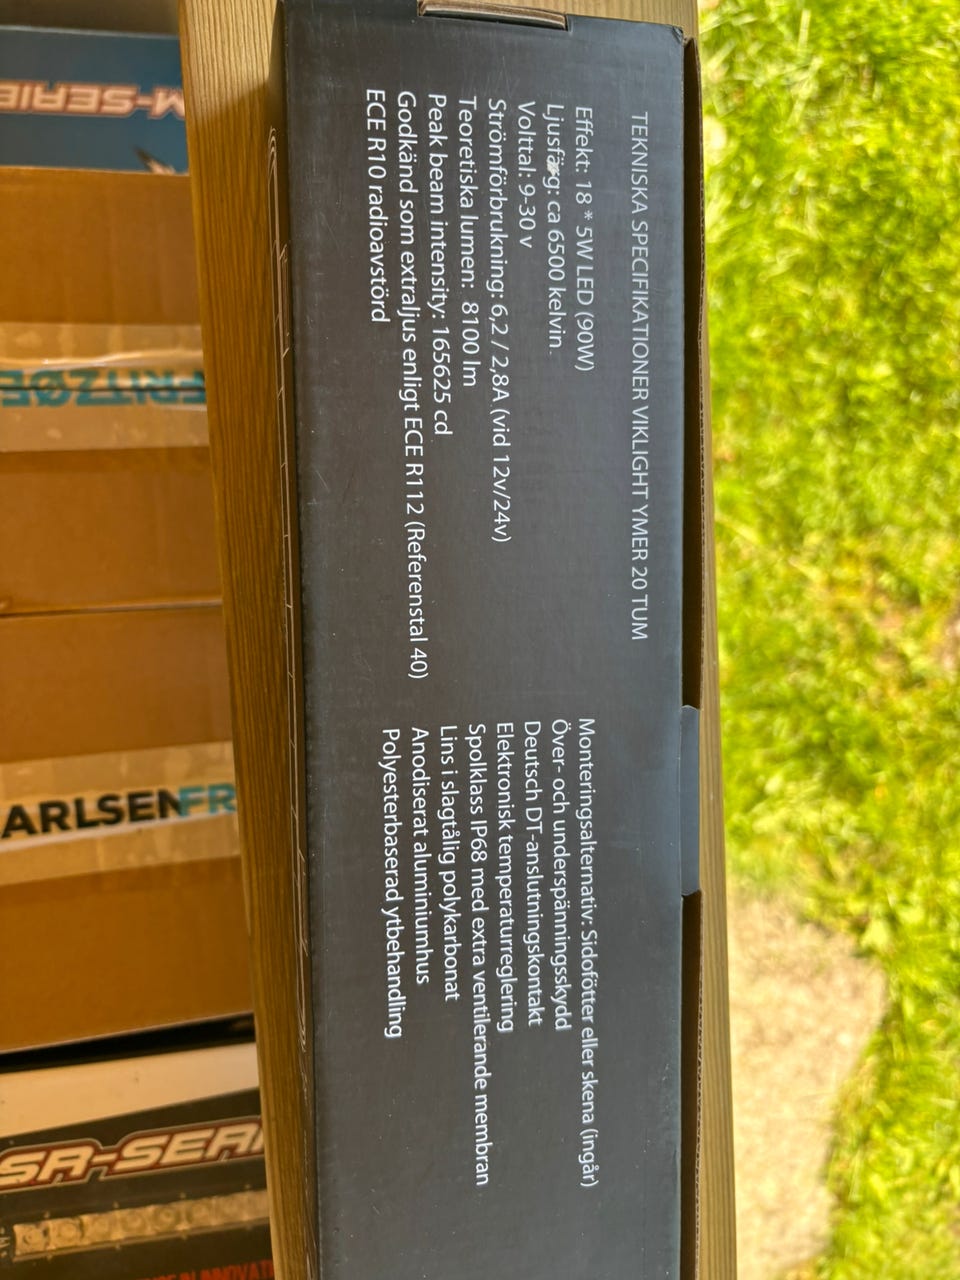 TEKNISKA SPECIFIKATIONER VIKLIGHT YMER 20 TUM
Effekt: 18 * 5W LED (90W)
Ljusfärg: ca 6500 kelvin.
Volttal: 9-30 v
Strömförbrukning: 6,2 / 2,8A (vid 12v/24v)
Teoretiska lumen: 8100 lm
Peak beam intensity: 165625 cd
Godkänd som extraljus enligt ECE R112 (Referenstal 40)
ECE R10 radioavstörd
Monteringsalternativ: Sidofötter eller skena (ingår)
Över- och underspänningsskydd
Deutsch DT-anslutningskontakt
Elektronisk temperaturreglering
Spolklass IP68 med extra ventilerande membran
Lins i slagtålig polykarbonat
Anodiserat aluminiumhus
Polyesterbaserad ytbehandling
M-SERIE
FRITZØE
ARLSENFR
SR-SERI